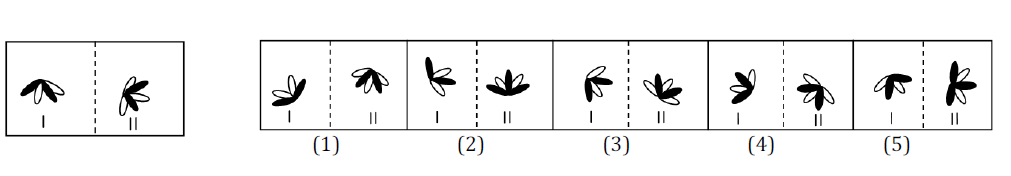 I II I II I II I II I II I II
(1) (2) (3) (4) (5)